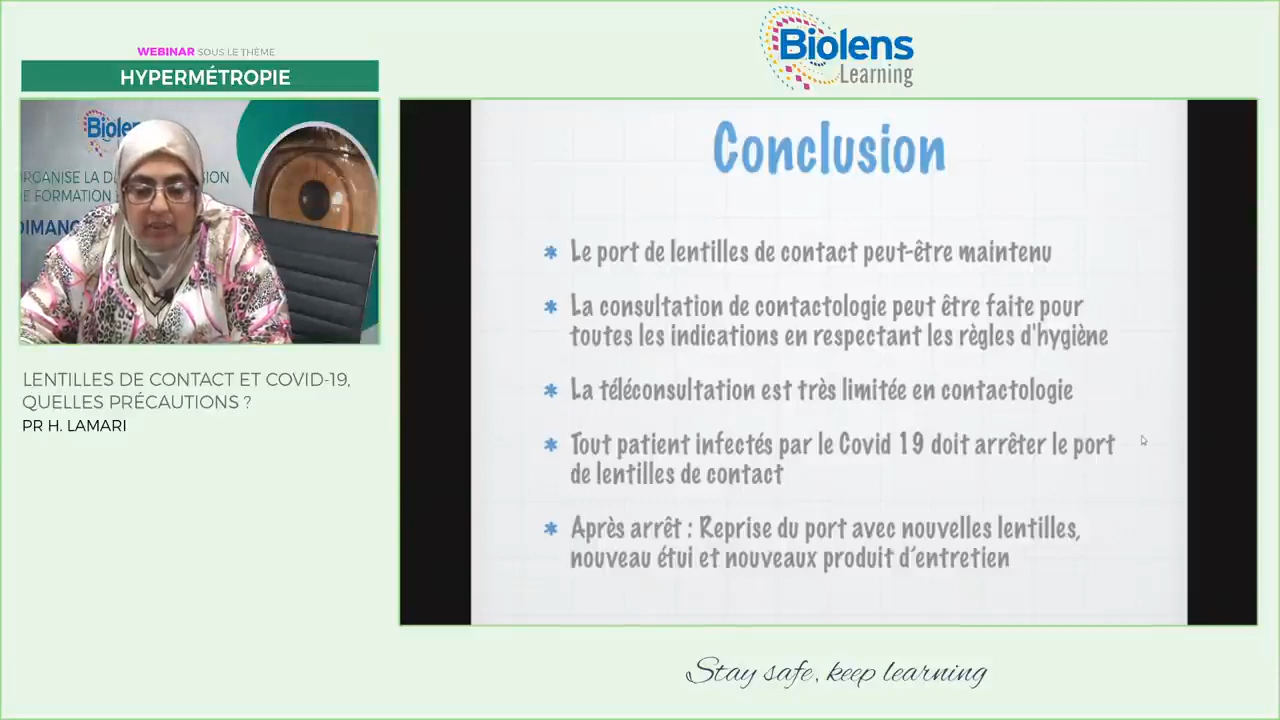 WEBINAR SOUS LE THÈME
HYPERMÉTROPIE
Biolens
Learning
ORGANISE LA
FORMATION
LENTILLES DE CONTACT ET COVID-19,
QUELLES PRÉCAUTIONS ?
PR H. LAMARI
Conclusion
* Le port de lentilles de contact peut-être maintenu
* La consultation de contactologie peut être faite pour
toutes les indications en respectant les règles d'hygiène
* La téléconsultation est très limitée en contactologie
* Tout patient infectés par le Covid 19 doit arrêter le port
de lentilles de contact
* Après arrêt : Reprise du port avec nouvelles lentilles,
nouveau étui et nouveaux produit d'entretien
Stay safe, keep learning